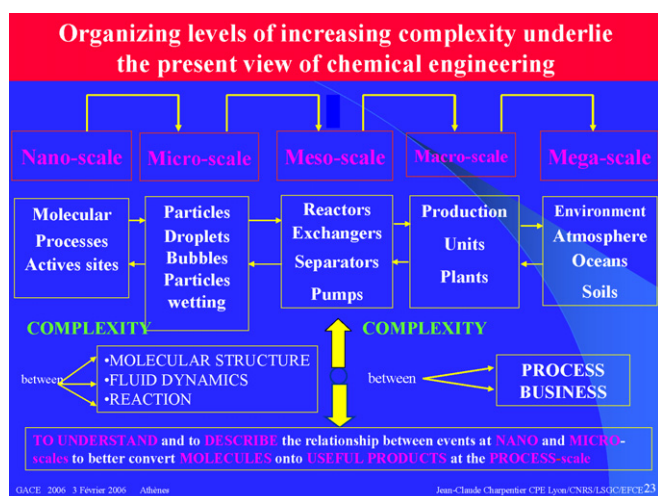 Organizing levels of increasing complexity underlie
the present view of chemical engineering
Nano-scale
Micro-scale
Meso-scale
Macro-scale
Mega-scale
Molecular
Processes
Actives sites
Particles
Droplets
Bubbles
Particles
wetting
Reactors
Exchangers
Separators
Pumps
Production
Units
Plants
Environment
Atmosphere
Oceans
Soils
COMPLEXITY
between
•MOLECULAR STRUCTURE
•FLUID DYNAMICS
•REACTION
COMPLEXITY
between
PROCESS
BUSINESS
TO UNDERSTAND and to DESCRIBE the relationship between events at NANO and MICRO-
scales to better convert MOLECULES onto USEFUL PRODUCTS at the PROCESS-scale
GACE 2006 3 Février 2006 Athènes
Jean-Claude Charpentier CPE Lyon/CNRS/LSGC/EFCE 23